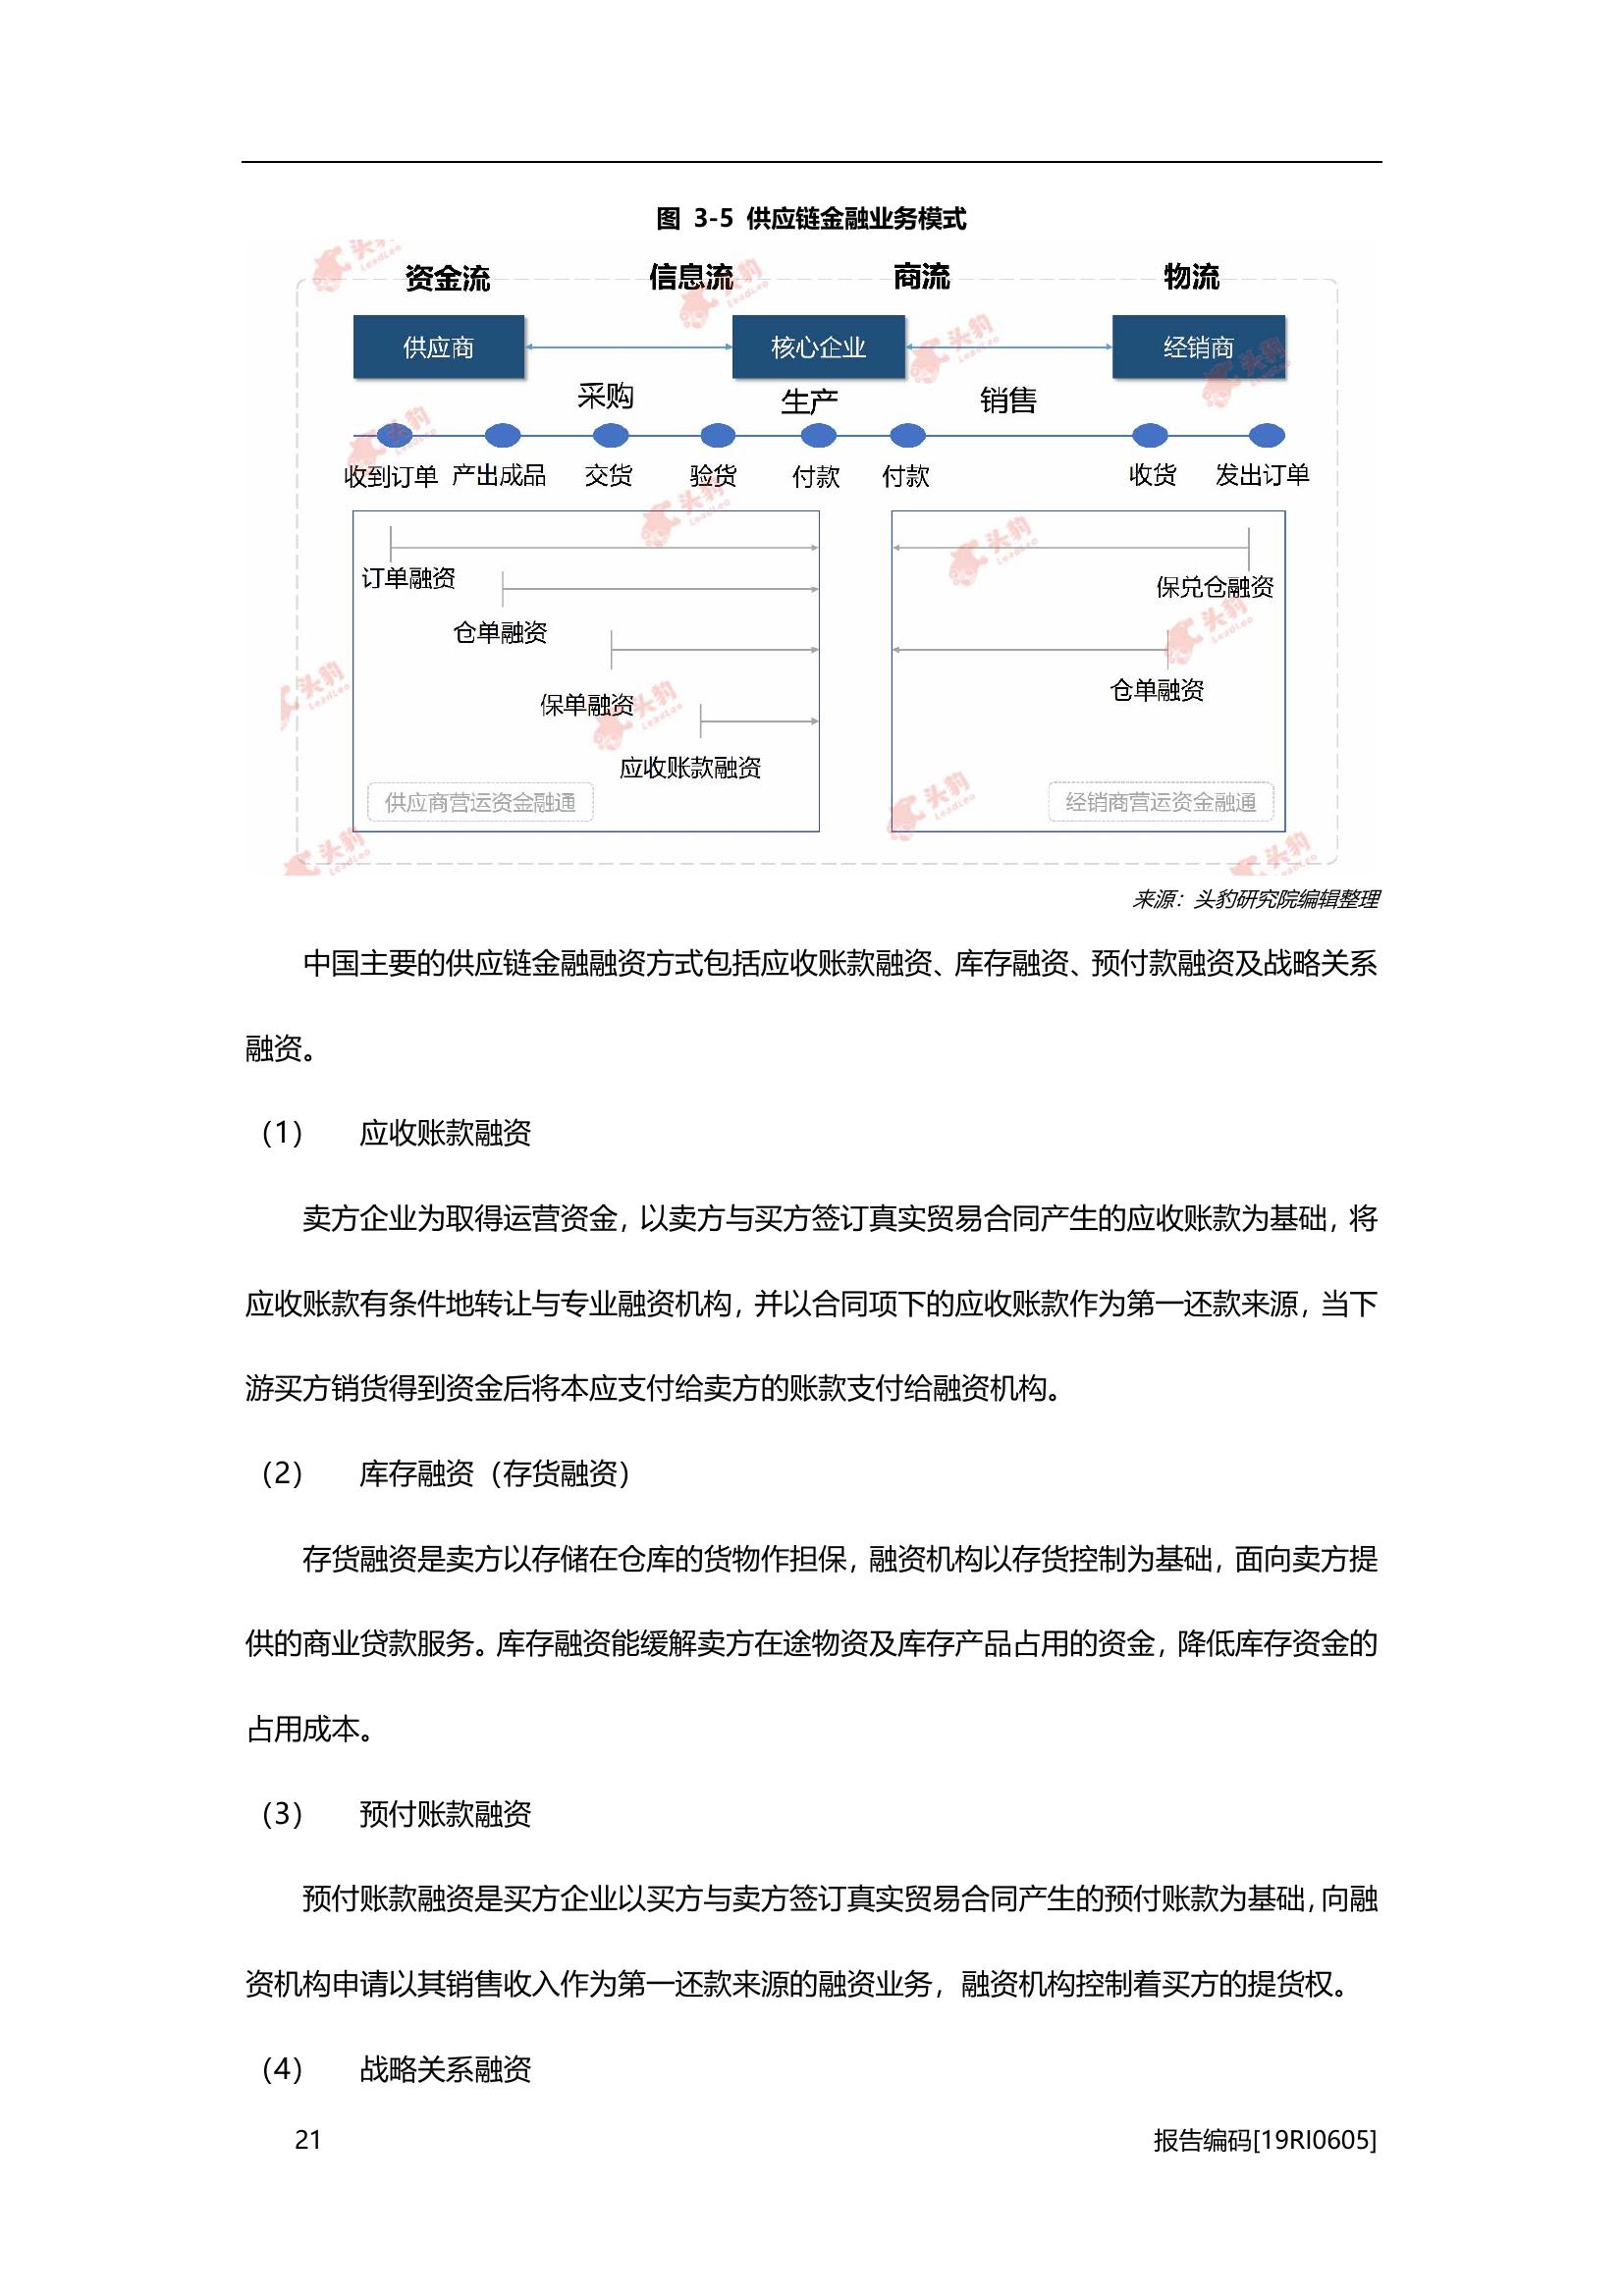 图 3-5 供应链金融业务模式
资金流 信息流 商流 物流
供应商 核心企业 经销商
采购 生产 销售
收到订单 产出成品 交货 验货 付款 付款 收货 发出订单
订单融资 保兑仓融资
仓单融资
保单融资 仓单融资
应收账款融资
供应商营运资金融通 经销商营运资金融通
头豹 LeadLeo
来源：头豹研究院编辑整理
中国主要的供应链金融融资方式包括应收账款融资、库存融资、预付款融资及战略关系
融资。
（1） 应收账款融资
卖方企业为取得运营资金，以卖方与买方签订真实贸易合同产生的应收账款为基础，将
应收账款有条件地转让与专业融资机构，并以合同项下的应收账款作为第一还款来源，当下
游买方销货得到资金后将本应支付给卖方的账款支付给融资机构。
（2） 库存融资（存货融资）
存货融资是卖方以存储在仓库的货物作担保，融资机构以存货控制为基础，面向卖方提
供的商业贷款服务。库存融资能缓解卖方在途物资及库存产品占用的资金，降低库存资金的
占用成本。
（3） 预付账款融资
预付账款融资是买方企业以买方与卖方签订真实贸易合同产生的预付账款为基础，向融
资机构申请以其销售收入作为第一还款来源的融资业务，融资机构控制着买方的提货权。
（4） 战略关系融资
21 报告编码[19RI0605]